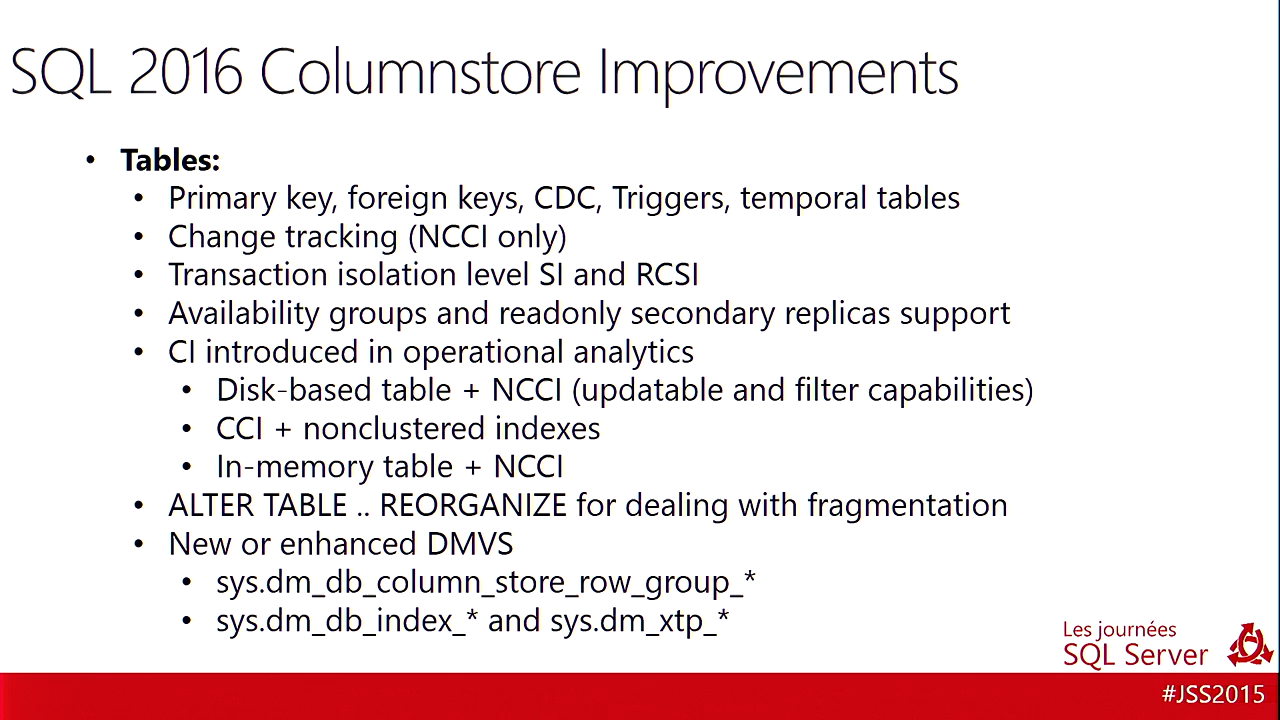 SQL 2016 Columnstore Improvements
• Tables:
• Primary key, foreign keys, CDC, Triggers, temporal tables
• Change tracking (NCCI only)
• Transaction isolation level SI and RCSI
• Availability groups and readonly secondary replicas support
• CI introduced in operational analytics
• Disk-based table + NCCI (updatable and filter capabilities)
• CCI + nonclustered indexes
• In-memory table + NCCI
• ALTER TABLE .. REORGANIZE for dealing with fragmentation
• New or enhanced DMVS
• sys.dm_db_column_store_row_group_*
• sys.dm_db_index_* and sys.dm_xtp_*
Les journées
SQL Server
#JSS2015